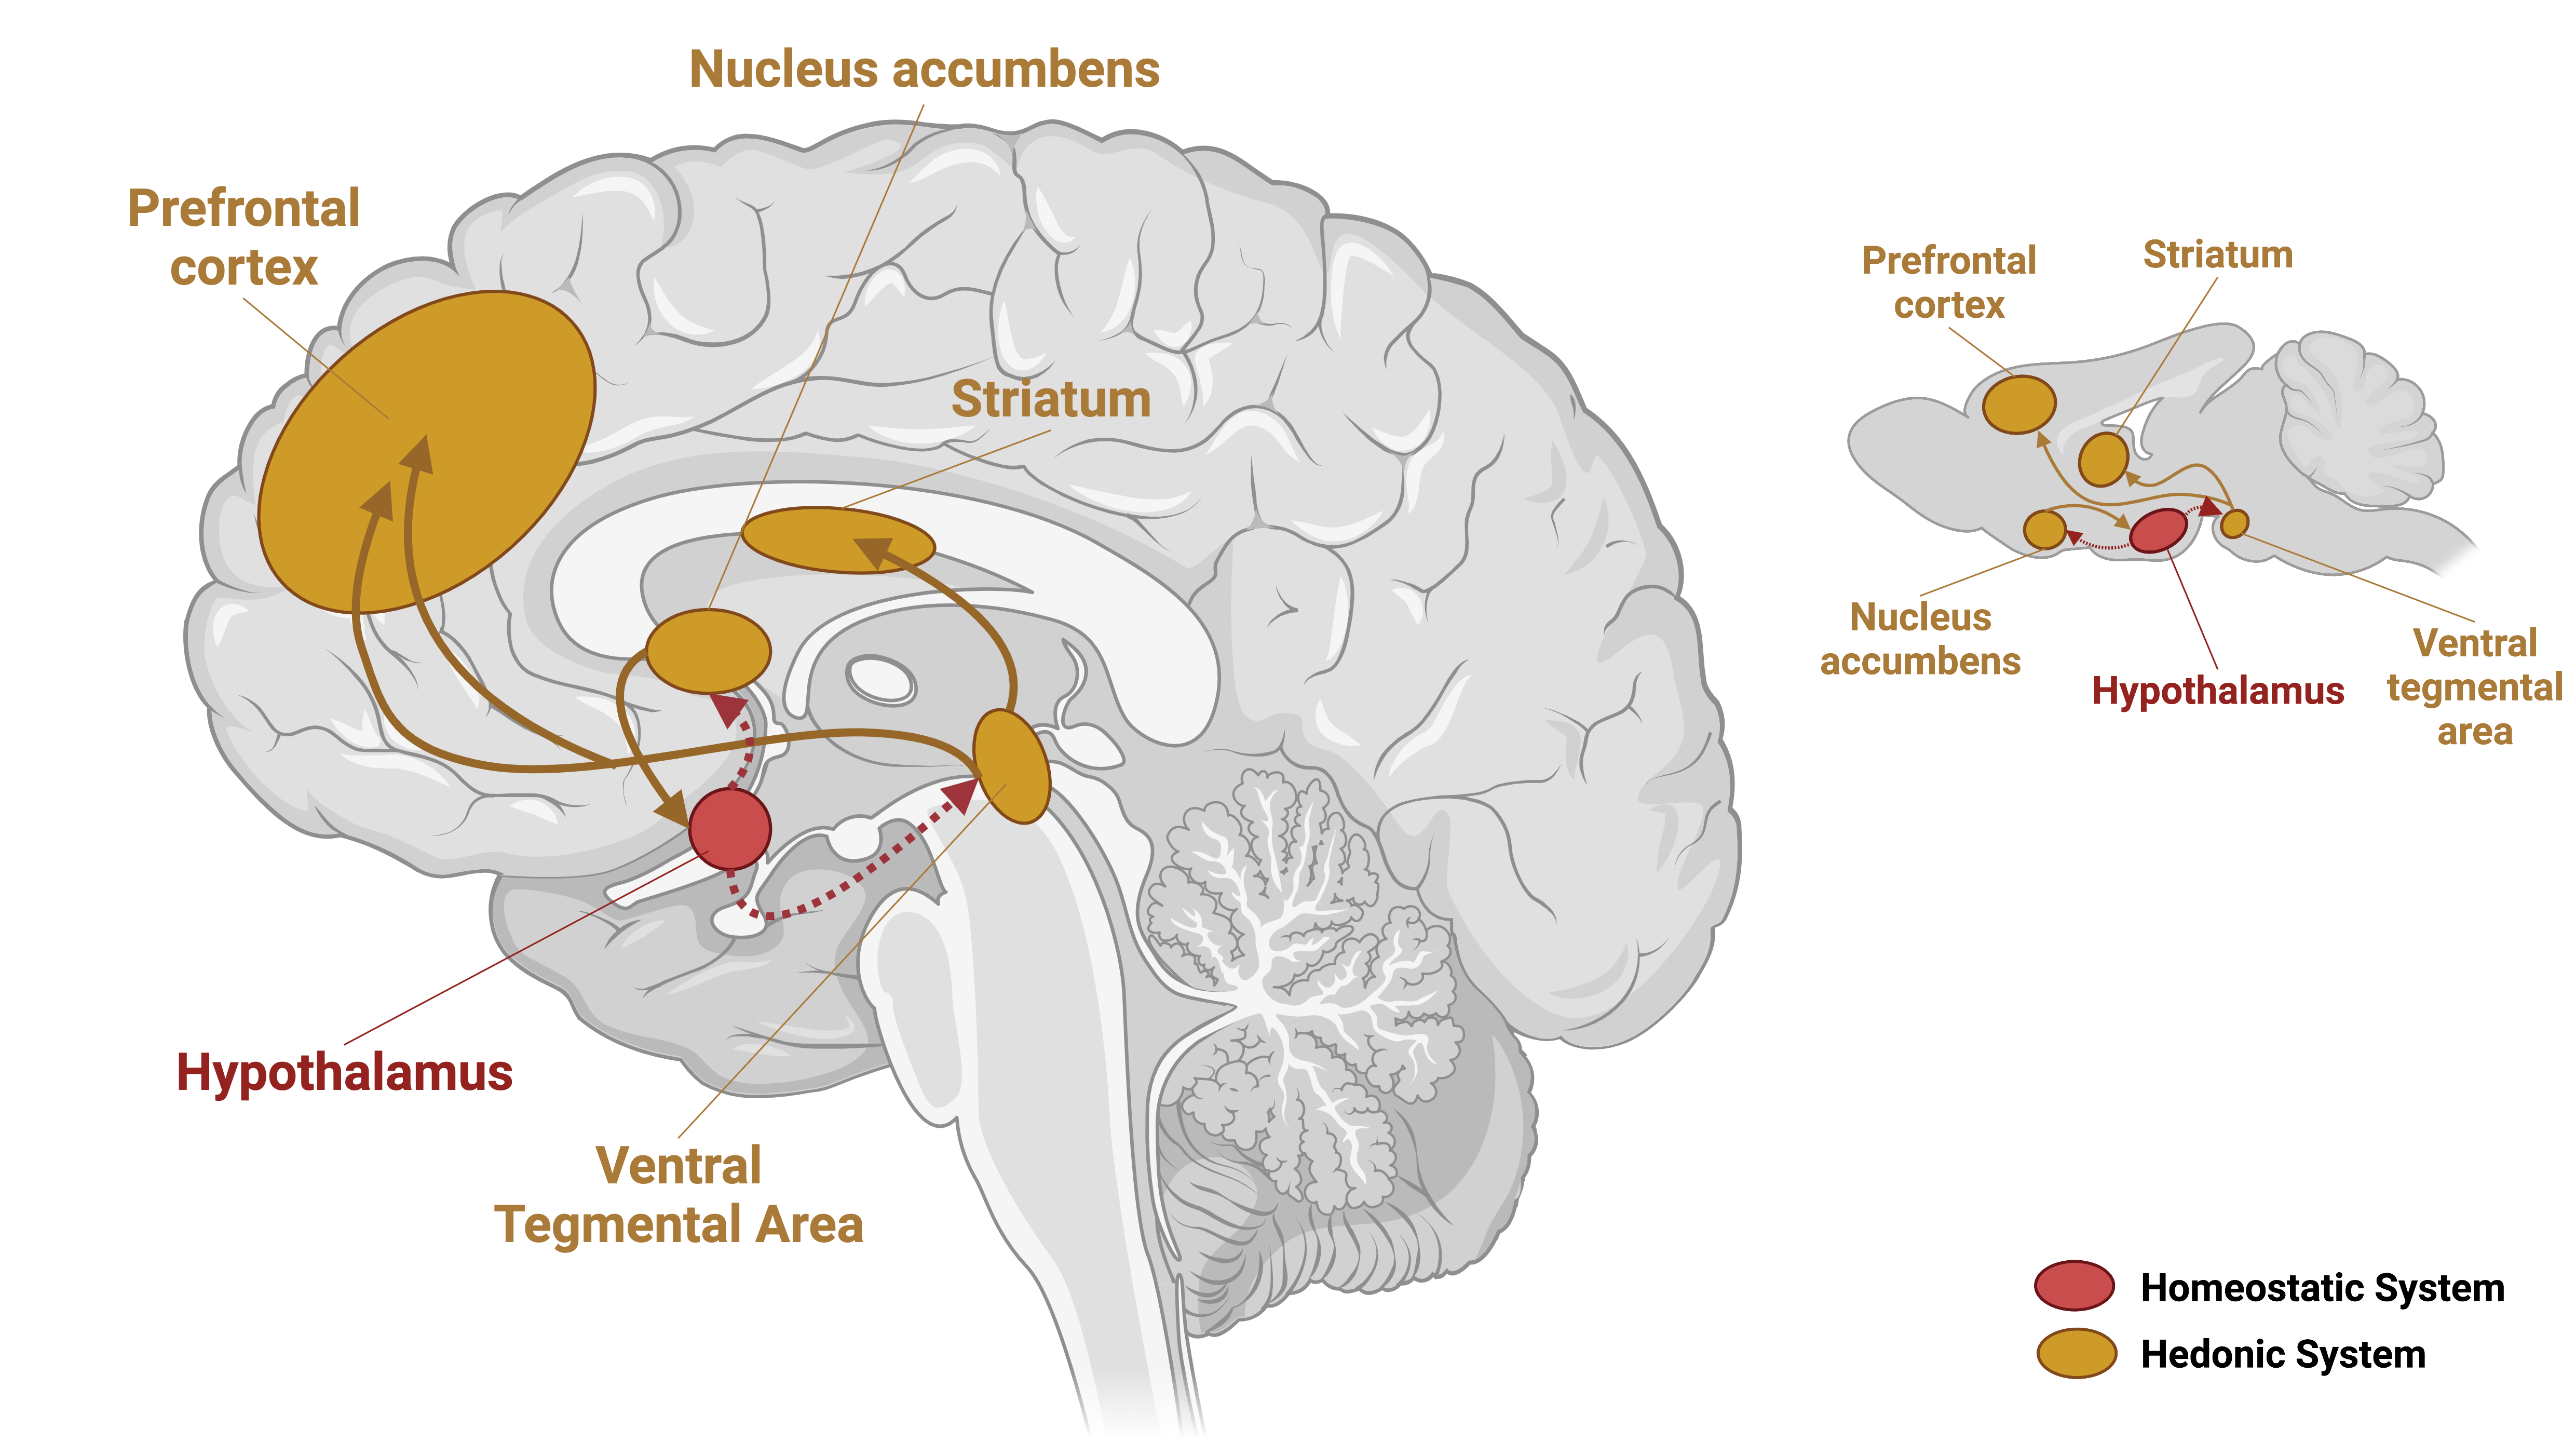 Nucleus accumbens
Prefrontal
cortex
Striatum
Hypothalamus
Ventral
Tegmental Area
Prefrontal
cortex
Striatum
Nucleus
accumbens
Hypothalamus
Ventral
tegmental
area
Homeostatic System
Hedonic System